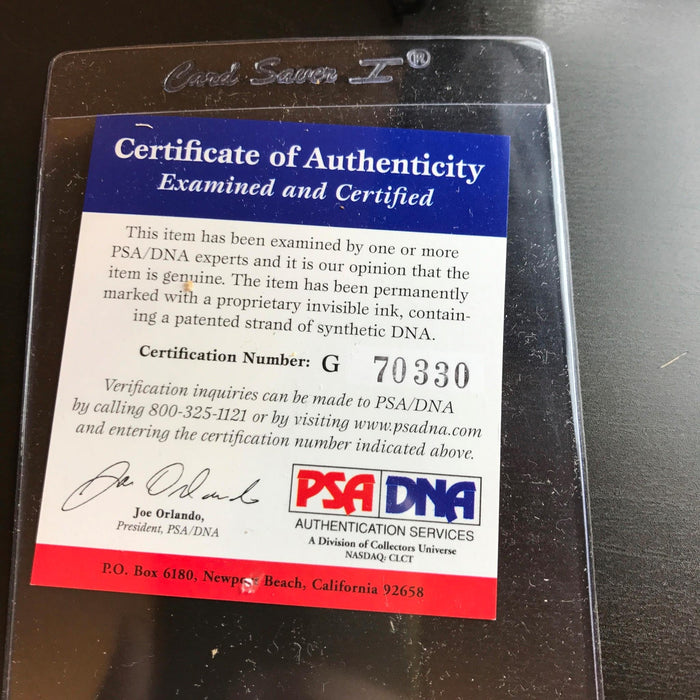 Card Saver I®
Certificate of Authenticity
Examined and Certified
This item has been examined by one or more
PSA/DNA experts and it is our opinion that the
item is genuine. The item has been permanently
marked with a proprietary invisible ink, contain-
ing a patented strand of synthetic DNA.
Certification Number: G 70330
Verification inquiries can be made to PSA/DNA
by calling 800-325-1121 or by visiting www.psadna.com
and entering the certification number indicated above.
Joe Orlando
Joe Orlando,
President, PSA/DNA
PSA DNA
AUTHENTICATION SERVICES
A Division of Collectors Universe
NASDAQ: CLCT
P.O. Box 6180, Newport Beach, California 92658